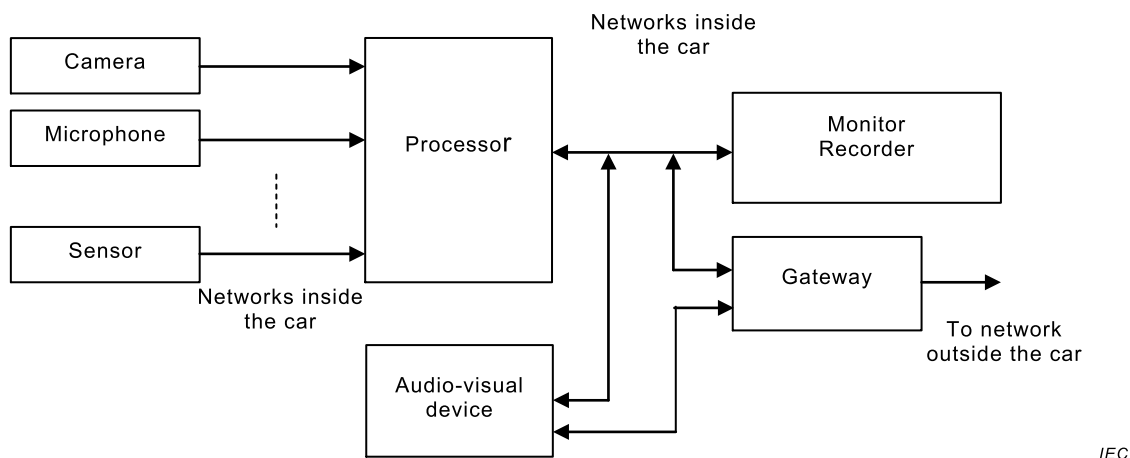 Networks inside
the car
Camera
Microphone
Processor
Monitor
Recorder
Sensor
Gateway
Networks inside
the car
To network
outside the car
Audio-visual
device
IEC